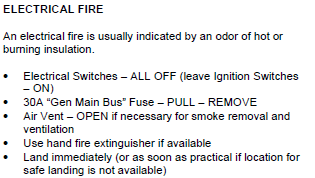 ELECTRICAL FIRE
An electrical fire is usually indicated by an odor of hot or
burning insulation.
• Electrical Switches – ALL OFF (leave Ignition Switches
– ON)
• 30A “Gen Main Bus” Fuse – PULL – REMOVE
• Air Vent – OPEN if necessary for smoke removal and
ventilation
• Use hand fire extinguisher if available
• Land immediately (or as soon as practical if location for
safe landing is not available)